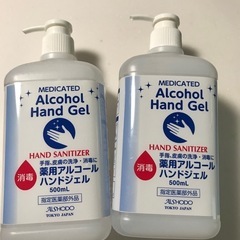 MEDICATED
Alcohol
Hand Gel
HAND SANITIZER
手指、皮膚の洗浄・消毒に
消毒
薬用アルコール
ハンドジェル
500mL
指定医薬部外品
TOKYO JAPAN
MEDICATED
Alcohol
Hand Gel
HAND SANITIZER
手指、皮膚の洗浄・消毒に
消毒
薬用アルコール
ハンドジェル
500mL
指定医薬部外品
TOKYO JAPAN